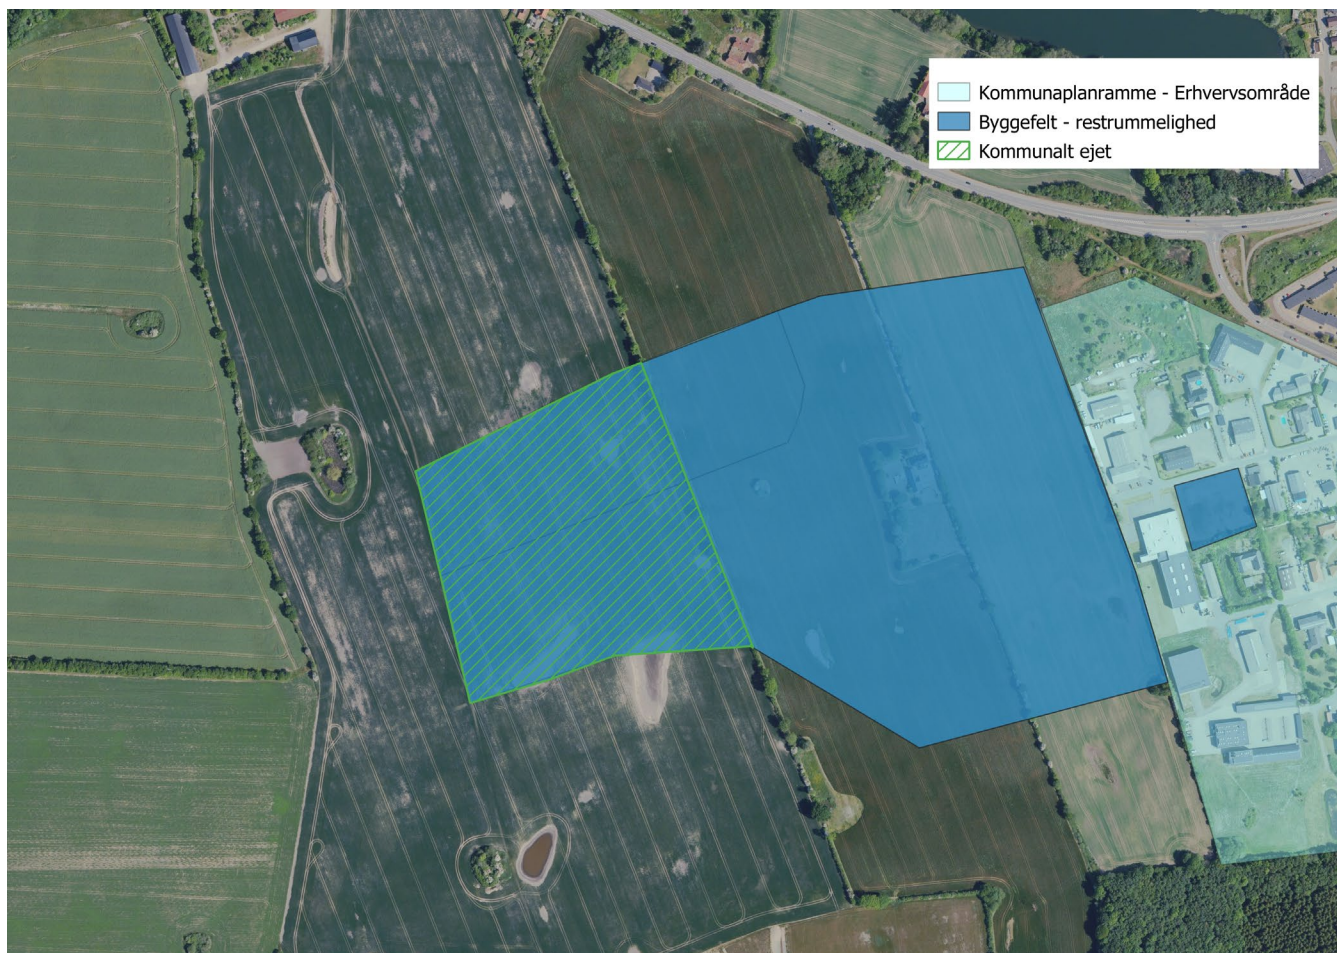 Kommunaplanramme - Erhvervsområde
Byggefelt - restrummelighed
Kommunalt ejet